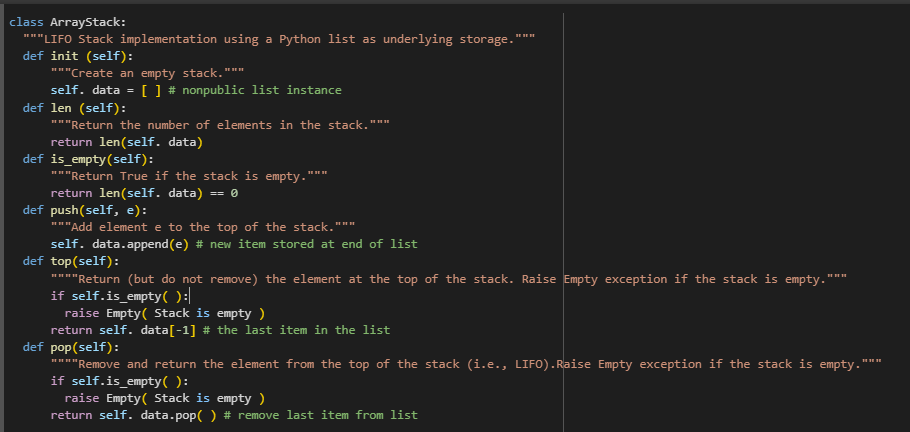 class ArrayStack:
"""LIFO Stack implementation using a Python list as underlying storage."""
def init (self):
"""Create an empty stack."""
self. data = [ ] # nonpublic list instance
def len (self):
"""Return the number of elements in the stack."""
return len(self. data)
def is_empty(self):
"""Return True if the stack is empty."""
return len(self. data) == 0
def push(self, e):
"""Add element e to the top of the stack."""
self. data.append(e) # new item stored at end of list
def top(self):
""""Return (but do not remove) the element at the top of the stack. Raise Empty exception if the stack is empty."""
if self.is_empty( ):
raise Empty( Stack is empty )
return self. data[-1] # the last item in the list
def pop(self):
""""Remove and return the element from the top of the stack (i.e., LIFO).Raise Empty exception if the stack is empty."""
if self.is_empty( ):
raise Empty( Stack is empty )
return self. data.pop( ) # remove last item from list